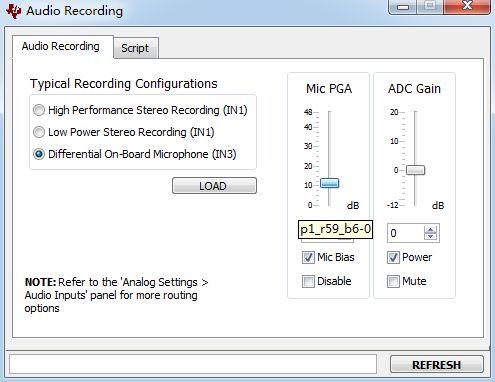 Audio Recording
Audio Recording
Script
Typical Recording Configurations
High Performance Stereo Recording (IN1)
Low Power Stereo Recording (IN1)
Differential On-Board Microphone (IN3)
LOAD
NOTE: Refer to the 'Analog Settings >
Audio Inputs' panel for more routing
options
Mic PGA
48
40
30
20
10
0
dB
p1_r59_b6-0
Mic Bias
Disable
ADC Gain
20
10
0
-12
dB
0
Power
Mute
REFRESH